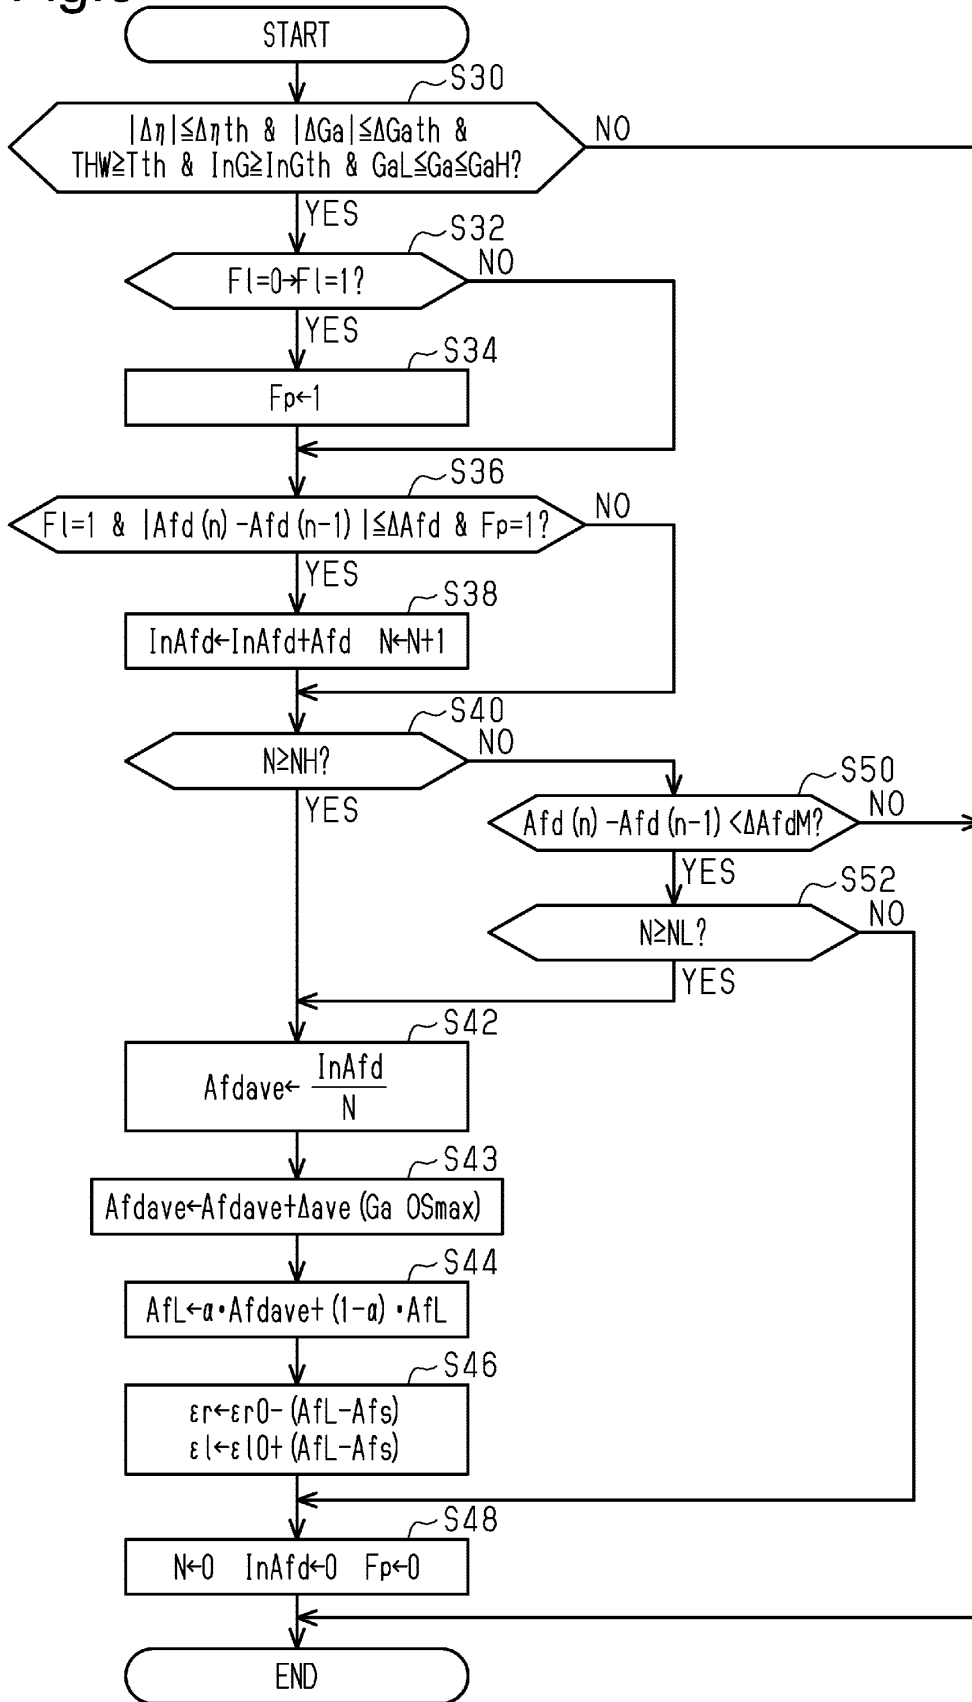 START
S30
|Δη|≦Δηth & |ΔGa|≦ΔGath &
THW≧Tth & InG≧InGth & GaL≦Ga≦GaH?
NO
YES
S32
Fl=0→Fl=1?
NO
YES
S34
Fp←1
S36
Fl=1 & |Afd(n)-Afd(n-1)|≦ΔAfd & Fp=1?
NO
YES
S38
InAfd←InAfd+Afd N←N+1
S40
N≥NH?
NO
YES
S50
Afd(n)-Afd(n-1)<ΔAfdM?
NO
YES
S52
N≧NL?
NO
YES
S42
Afdave← InAfd
N
S43
Afdave←Afdave+Δave(Ga OSmax)
S44
AfL←α•Afdave+(1-α)•AfL
S46
εr←εr0-(AfL-Afs)
εl←εl0+(AfL-Afs)
S48
N←0 InAfd←0 Fp←0
END